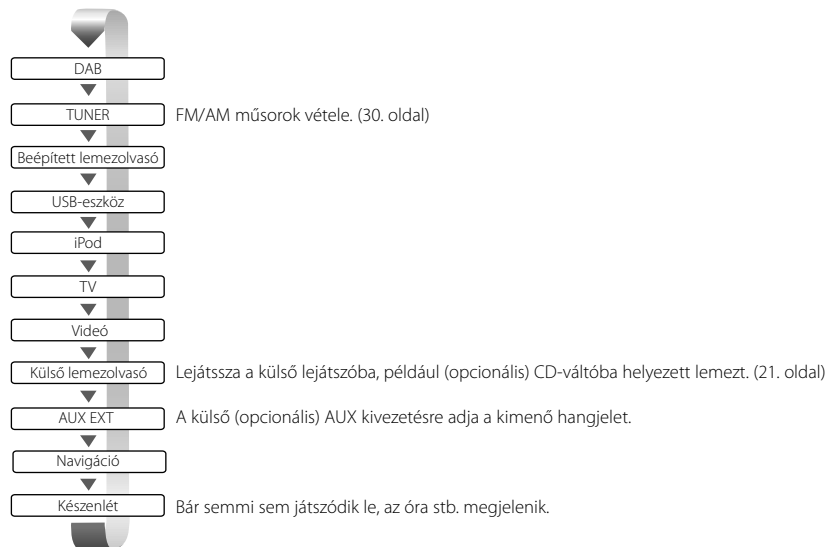 DAB
TUNER FM/AM műsorok vétele. (30. oldal)
Beépített lemezolvasó
USB-eszköz
iPod
TV
Videó
Külső lemezolvasó Lejátssza a külső lejátszóba, például (opcionális) CD-váltóba helyezett lemezt. (21. oldal)
AUX EXT A külső (opcionális) AUX kivezetésre adja a kimenő hangjelet.
Navigáció
Készenlét Bár semmi sem játszódik le, az óra stb. megjelenik.